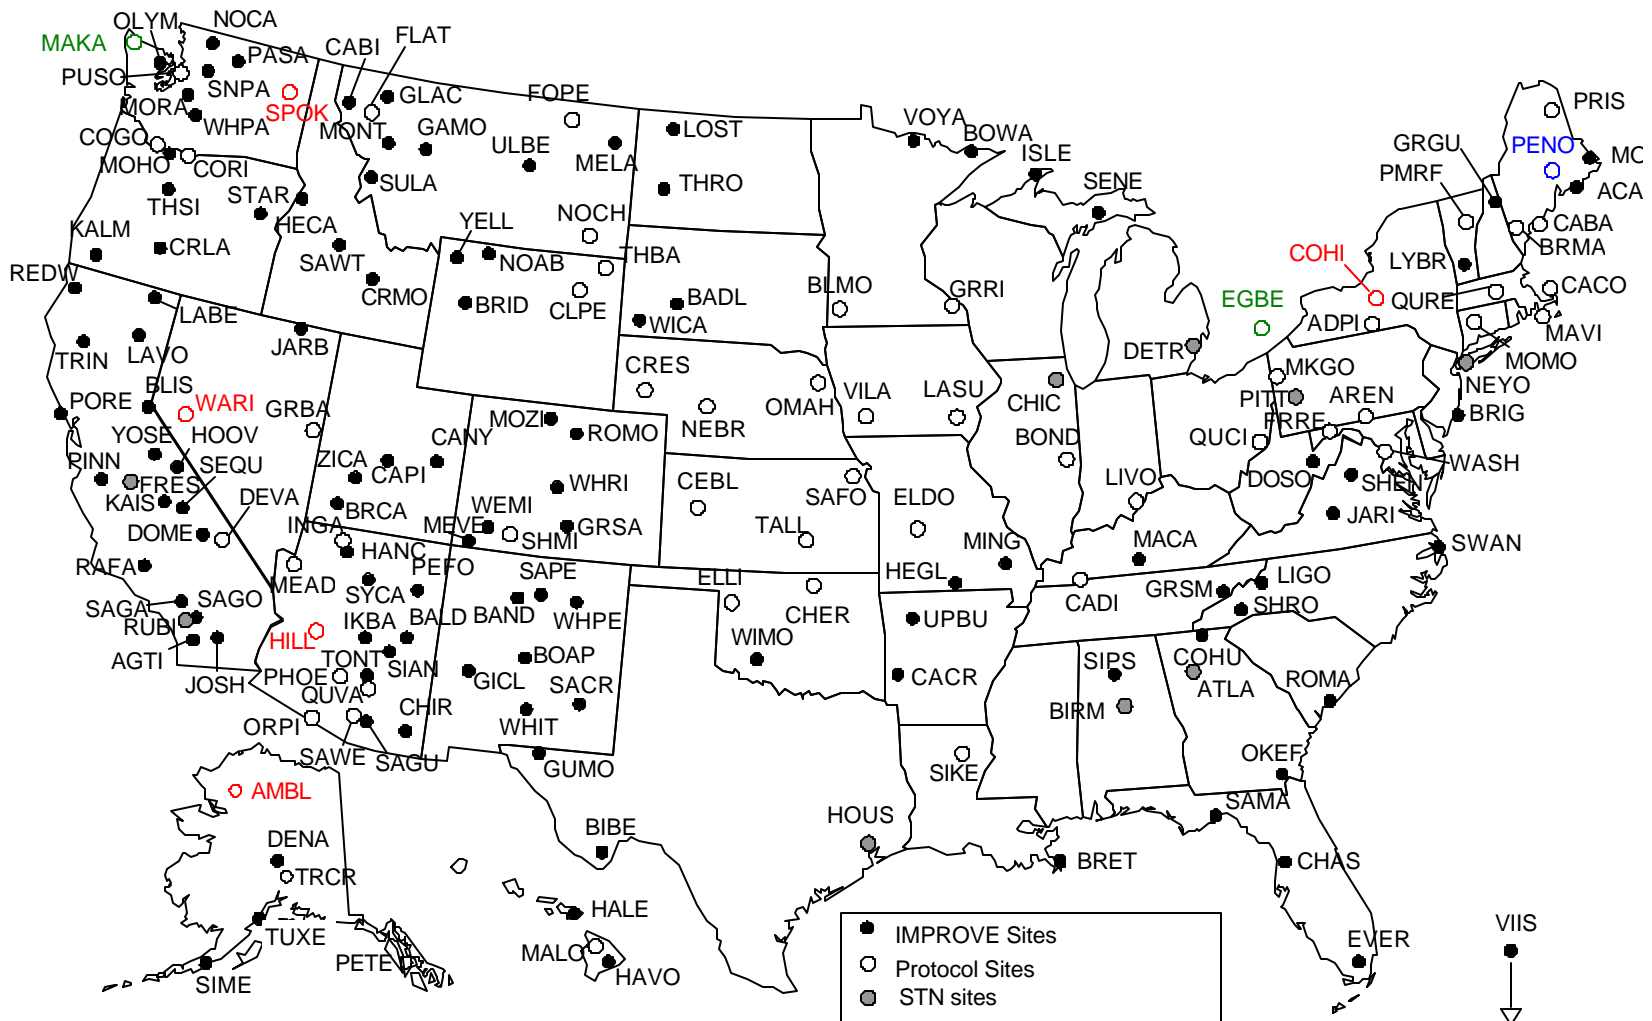 OLYM
NOCA
MAKA
PASA
CABI
FLAT
PUSO
SNPA
MORA
SPOK
WHPA
GLAC
FOPE
MONT
GAMO
ULBE
MELA
LOST
VOYA
BOWA
ISLE
SENE
PRIS
GRGU
PENO
MO
PMRF
ACA
COGO
MOHO
CORI
STAR
SULA
THRO
THSI
HECA
YELL
NOCH
KALM
CRLA
SAWT
NOAB
THBA
CABA
BRMA
COHI
LYBR
REDW
CRMO
BRID
CLPE
BADL
BLMO
GRRI
EGBE
QURE
CACO
LABE
WICA
ADPI
MAVI
TRIN
LAVO
JARB
DETR
MOMO
CRES
MKGO
NEYO
BLIS
PORE
WARI
GRBA
OMAH
VILA
LASU
CHIC
PITT
AREN
BRIG
YOSE
HOOV
MOZI
ROMO
NEBR
BOND
QUCI
FRRE
PINN
SEQU
ZICA
CANY
CAPI
WASH
FRES
KAIS
DEVA
BRCA
WHRI
CEBL
SAFO
ELDO
LIVO
DOSO
SHEN
JARI
DOME
INGA
MEVE
WEMI
SHMI
GRSA
TALL
MING
MACA
SWAN
RAFA
MEAD
HANC
PEFO
SAPE
ELLI
CHER
HEGL
CADI
GRSM
LIGO
SAGA
SAGO
SYCA
BAND
WHPE
UPBU
SHRO
RUBI
HILL
IKBA
BALD
WIMO
AGTI
JOSH
PHOE
TONT
SIAN
GICL
BOAP
CACR
SIPS
COHU
ATLA
ROMA
QUVA
SACR
BIRM
ORPI
SAWE
SAGU
CHIR
WHIT
GUMO
SIKE
OKEF
AMBL
SAMA
DENA
TRCR
BIBE
HOUS
BRET
CHAS
TUXE
HALE
SIME
PETE
MALO
HAVO
IMPROVE Sites
Protocol Sites
STN sites
EVER
VIIS